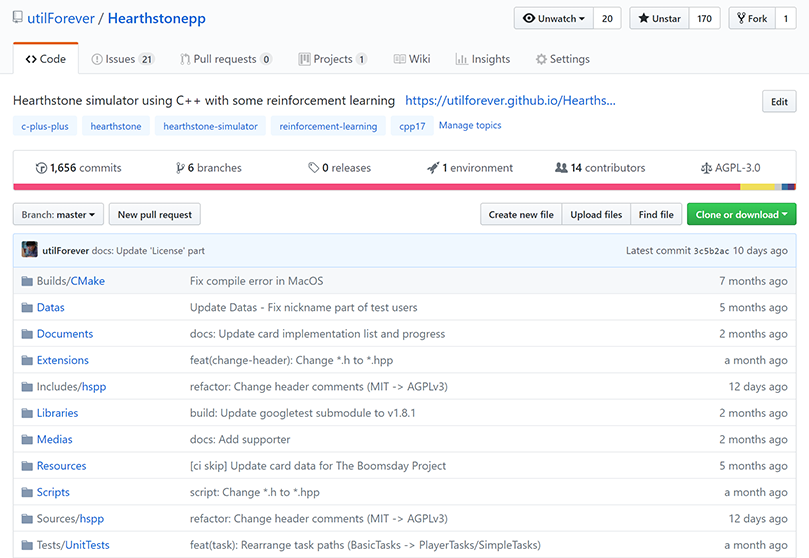 utilForever / Hearthstonepp
Unwatch 20 Unstar 170 Fork 1
Code Issues 21 Pull requests 0 Projects 1 Wiki Insights Settings
Hearthstone simulator using C++ with some reinforcement learning https://utilforever.github.io/Hearths... Edit
c-plus-plus hearthstone hearthstone-simulator reinforcement-learning cpp17 Manage topics
1,656 commits 6 branches 0 releases 1 environment 14 contributors AGPL-3.0
Branch: master New pull request Create new file Upload files Find file Clone or download
utilForever docs: Update 'License' part Latest commit 3c5b2ac 10 days ago
Builds/CMake Fix compile error in MacOS 7 months ago
Datas Update Datas - Fix nickname part of test users 5 months ago
Documents docs: Update card implementation list and progress 2 months ago
Extensions feat(change-header): Change *.h to *.hpp a month ago
Includes/hspp refactor: Change header comments (MIT -> AGPLv3) 12 days ago
Libraries build: Update googletest submodule to v1.8.1 2 months ago
Medias docs: Add supporter 2 months ago
Resources [ci skip] Update card data for The Boomsday Project 5 months ago
Scripts script: Change *.h to *.hpp a month ago
Sources/hspp refactor: Change header comments (MIT -> AGPLv3) 12 days ago
Tests/UnitTests feat(task): Rearrange task paths (BasicTasks -> PlayerTasks/SimpleTasks) a month ago